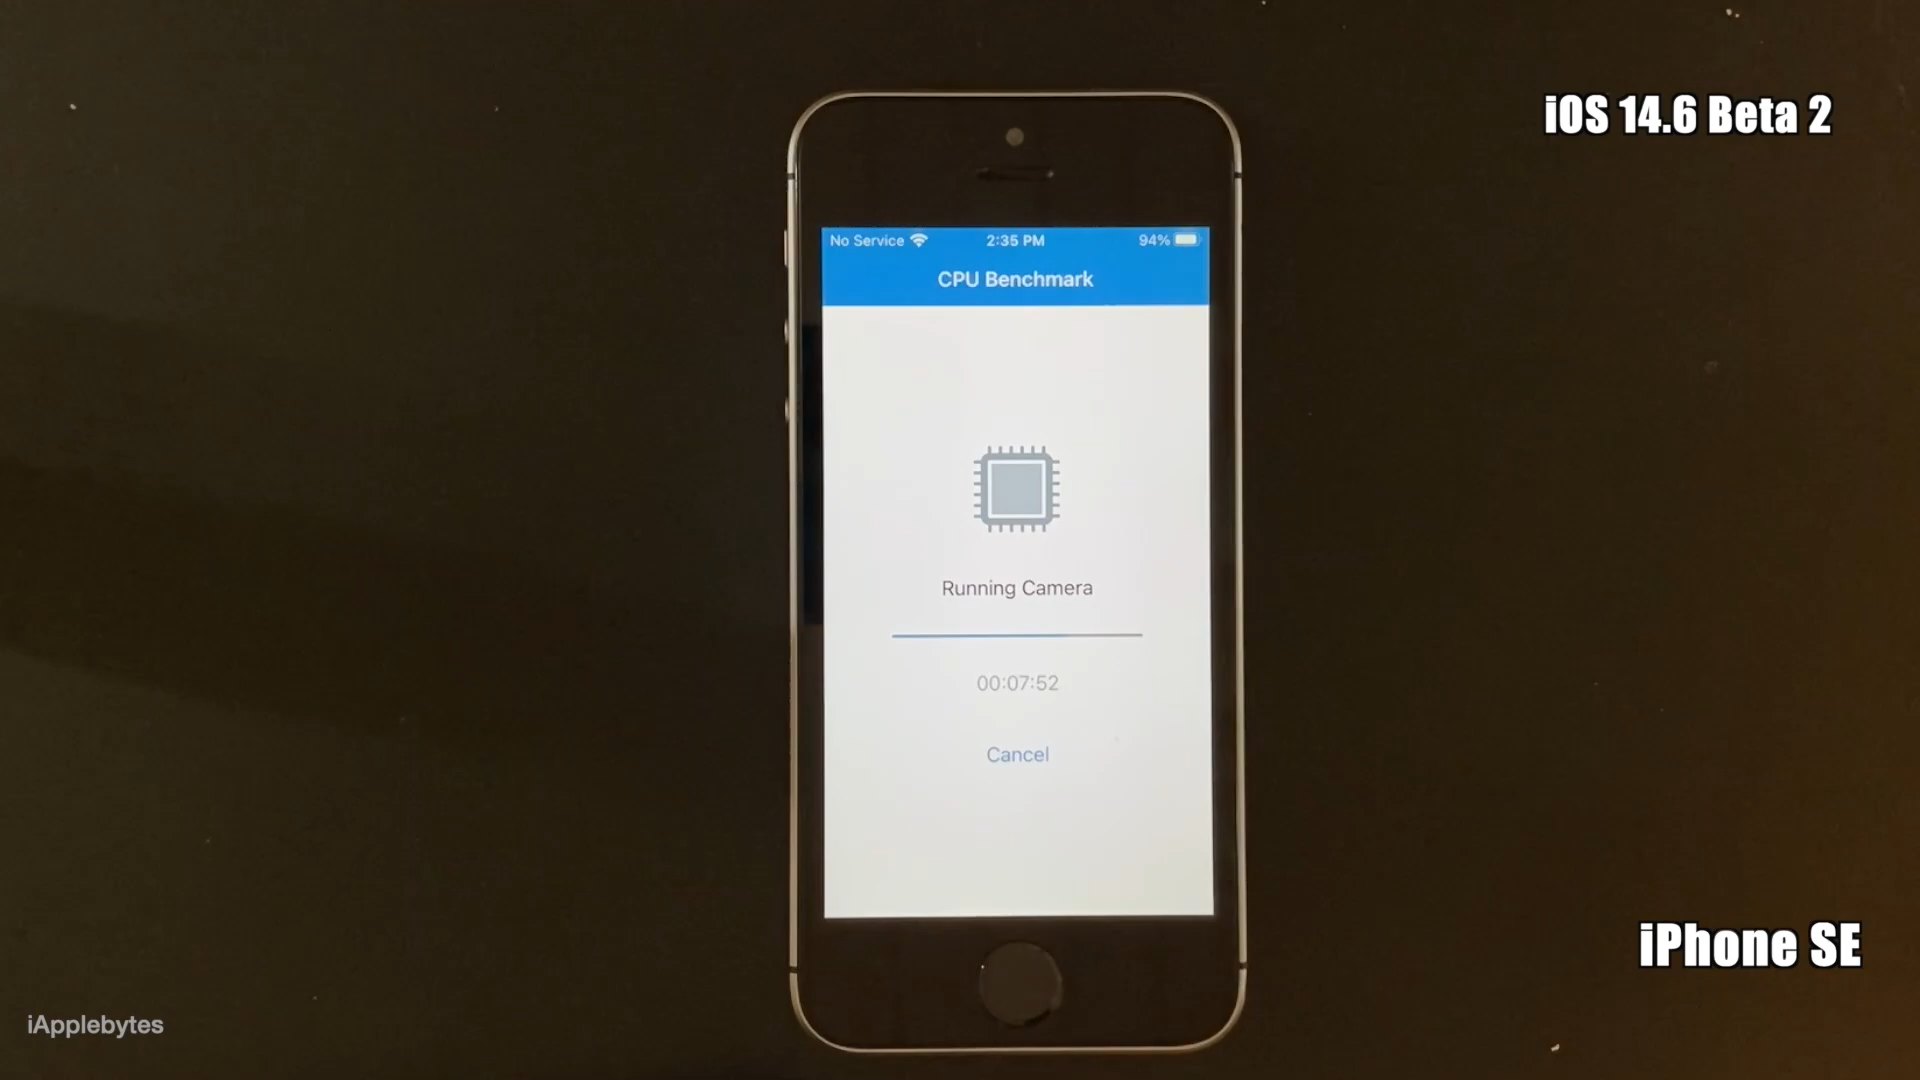 iOS 14.6 Beta 2
No Service 2:35 PM 94%
CPU Benchmark
Running Camera
00:07:52
Cancel
iPhone SE
iApplebytes